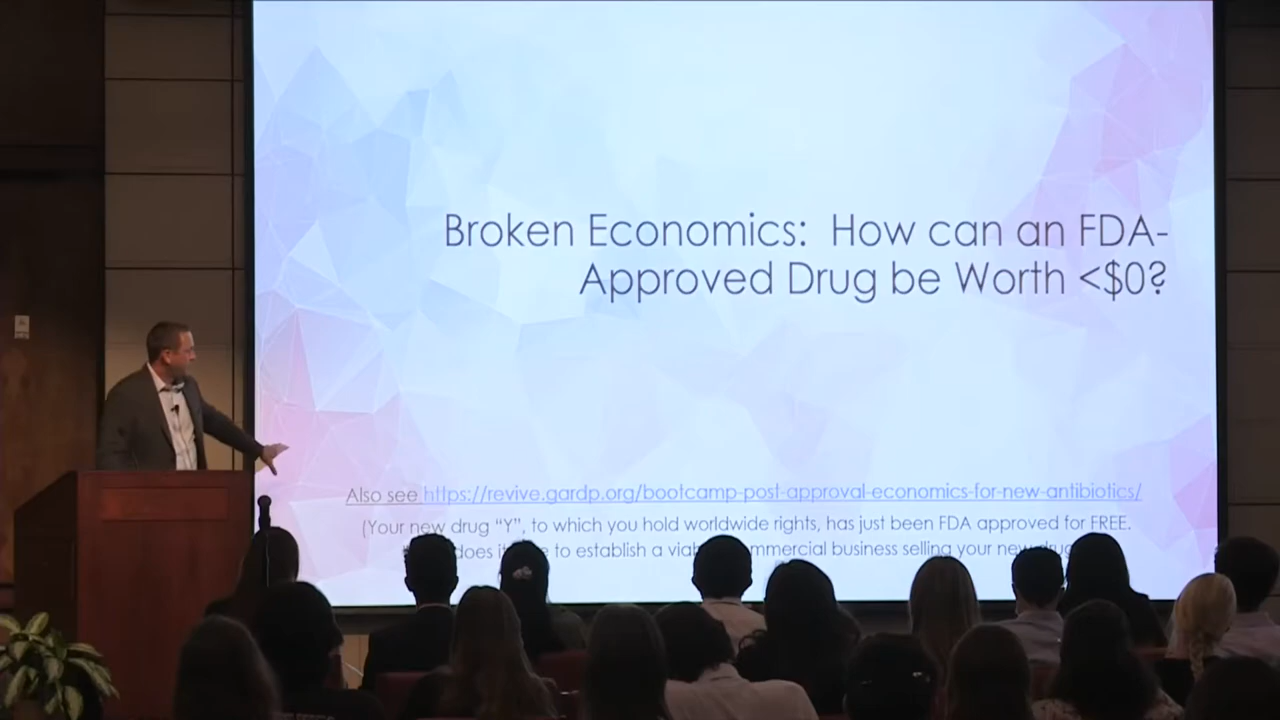 Broken Economics: How can an FDA-
Approved Drug be Worth <$0?
Also see https://revive.gardp.org/bootcamp-post-approval-economics-for-new-antibiotics/
(Your new drug “Y”, to which you hold worldwide rights, has just been FDA approved for FREE.
does it to establish a commercial business selling your new